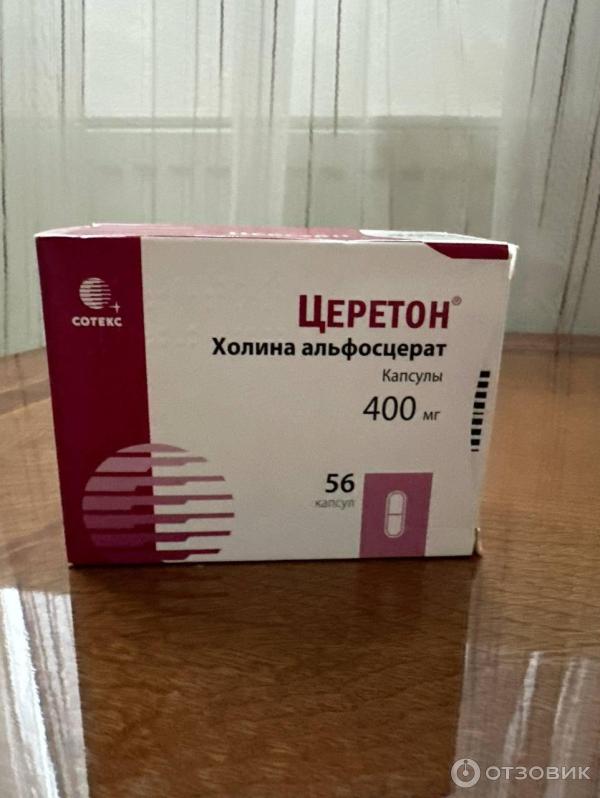 СОТЕКС
ЦЕРЕТОН®
Холина альфосцерат
Капсулы
400 мг
56
капсул
ОТЗОВИК